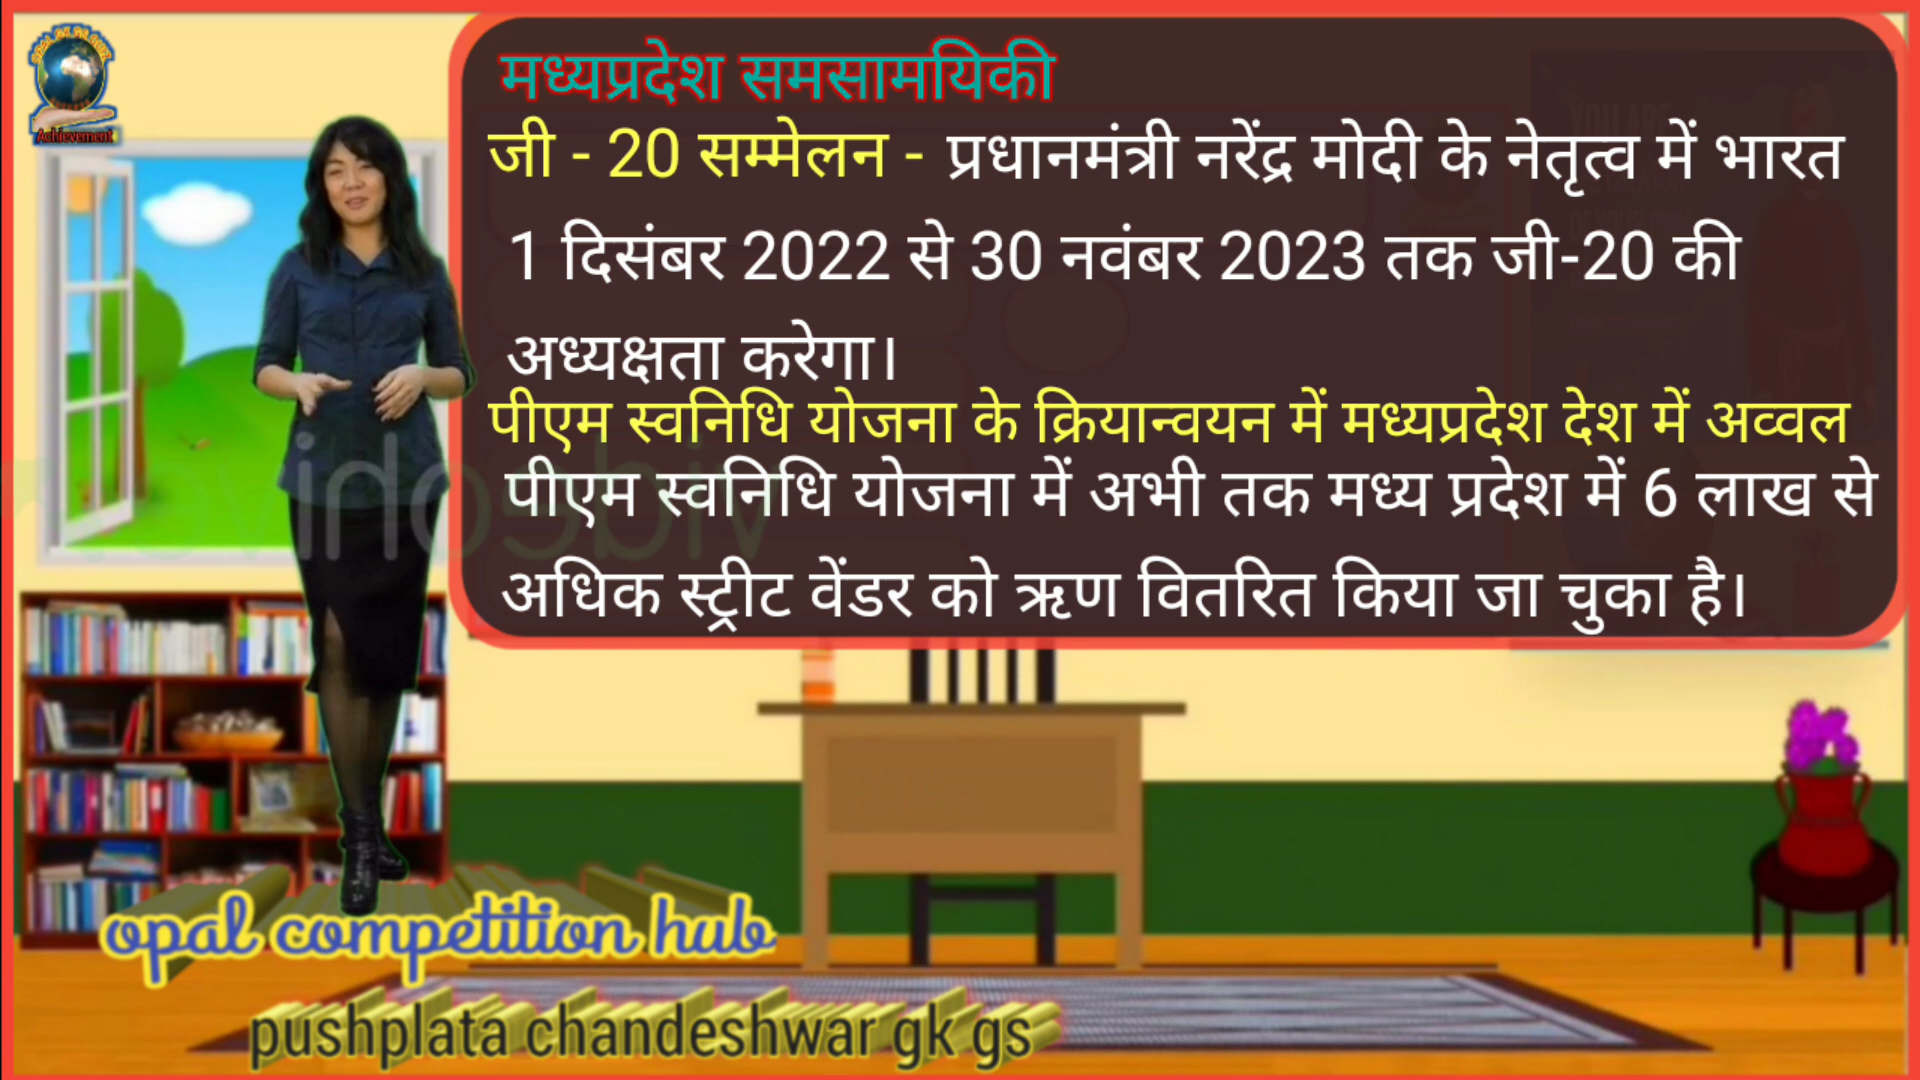 Achievement
मध्यप्रदेश समसामयिकी
जी - 20 सम्मेलन - प्रधानमंत्री नरेंद्र मोदी के नेतृत्व में भारत
1 दिसंबर 2022 से 30 नवंबर 2023 तक जी-20 की
अध्यक्षता करेगा।
पीएम स्वनिधि योजना के क्रियान्वयन में मध्यप्रदेश देश में अव्वल
पीएम स्वनिधि योजना में अभी तक मध्य प्रदेश में 6 लाख से
अधिक स्ट्रीट वेंडर को ऋण वितरित किया जा चुका है।
opal competition hub
pushplata chandeshwar gk gs